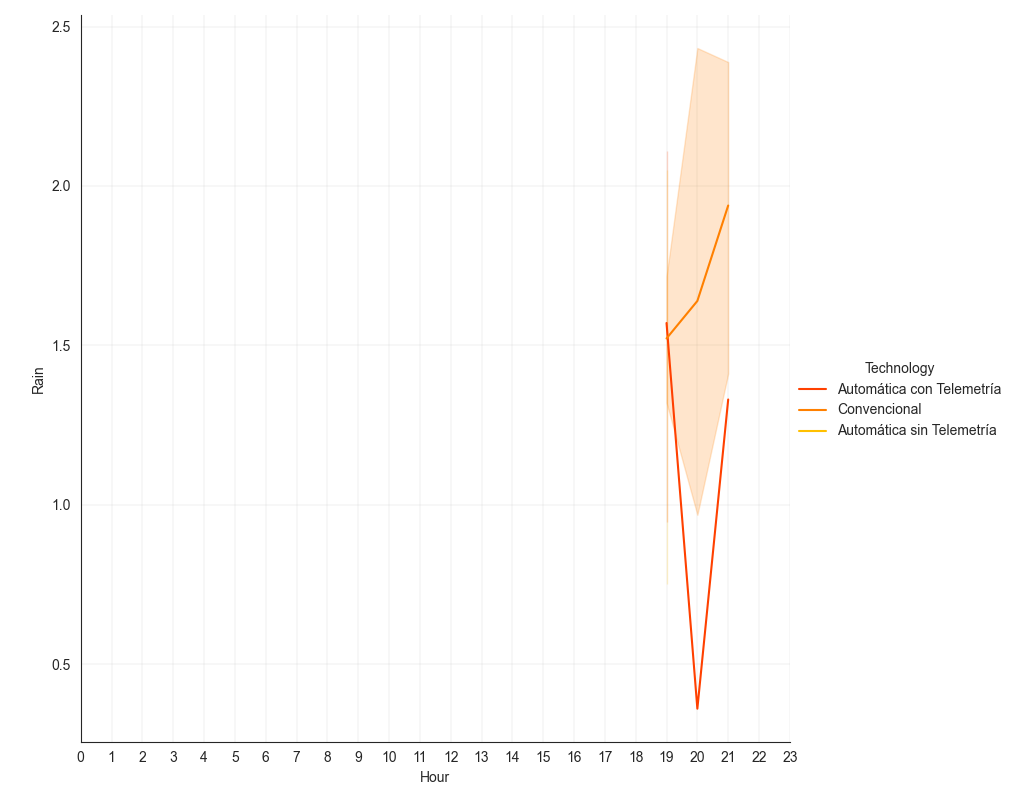 2.5
2.0
1.5
1.0
0.5
Rain
0 1 2 3 4 5 6 7 8 9 10 11 12 13 14 15 16 17 18 19 20 21 22 23
Hour
Technology
Automática con Telemetría
Convencional
Automática sin Telemetría